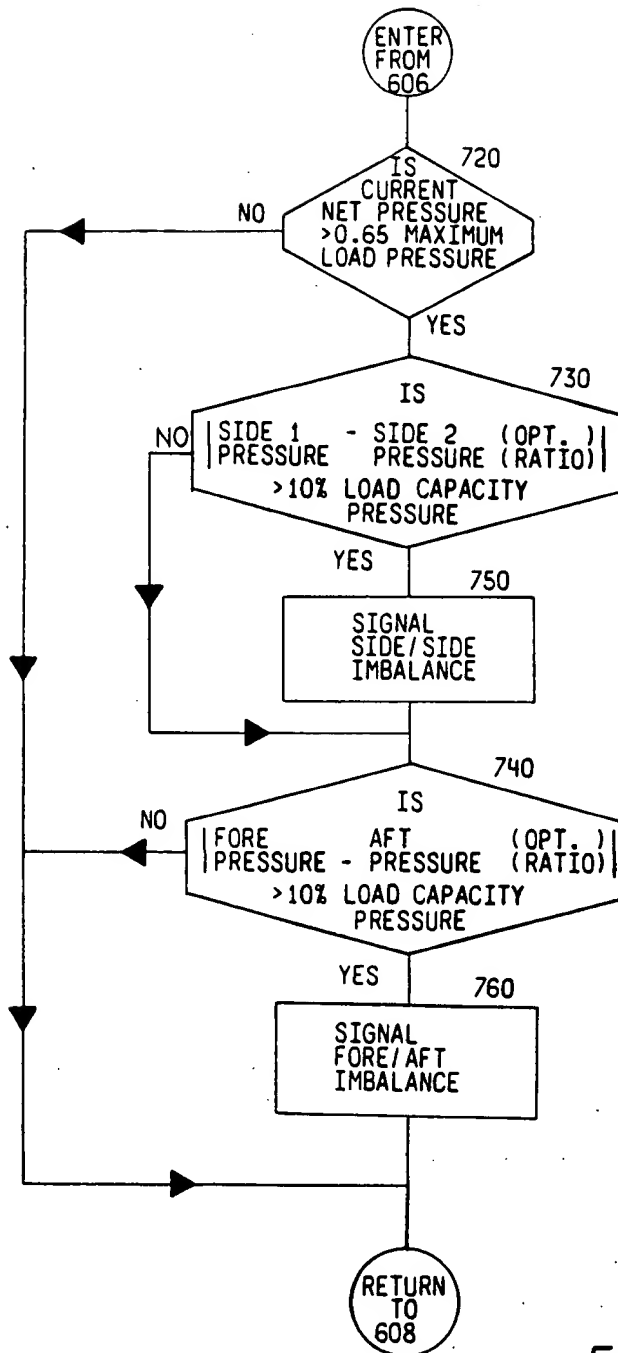 ENTER
FROM
606
720
IS
CURRENT
NET PRESSURE
>0.65 MAXIMUM
LOAD PRESSURE
NO
YES
730
IS
NO
|SIDE 1 - SIDE 2 (OPT. )|
|PRESSURE PRESSURE (RATIO)|
>10% LOAD CAPACITY
PRESSURE
YES
750
SIGNAL
SIDE/SIDE
IMBALANCE
740
IS
NO
|FORE AFT (OPT. )|
|PRESSURE - PRESSURE (RATIO)|
>10% LOAD CAPACITY
PRESSURE
YES
760
SIGNAL
FORE/AFT
IMBALANCE
RETURN
TO
608